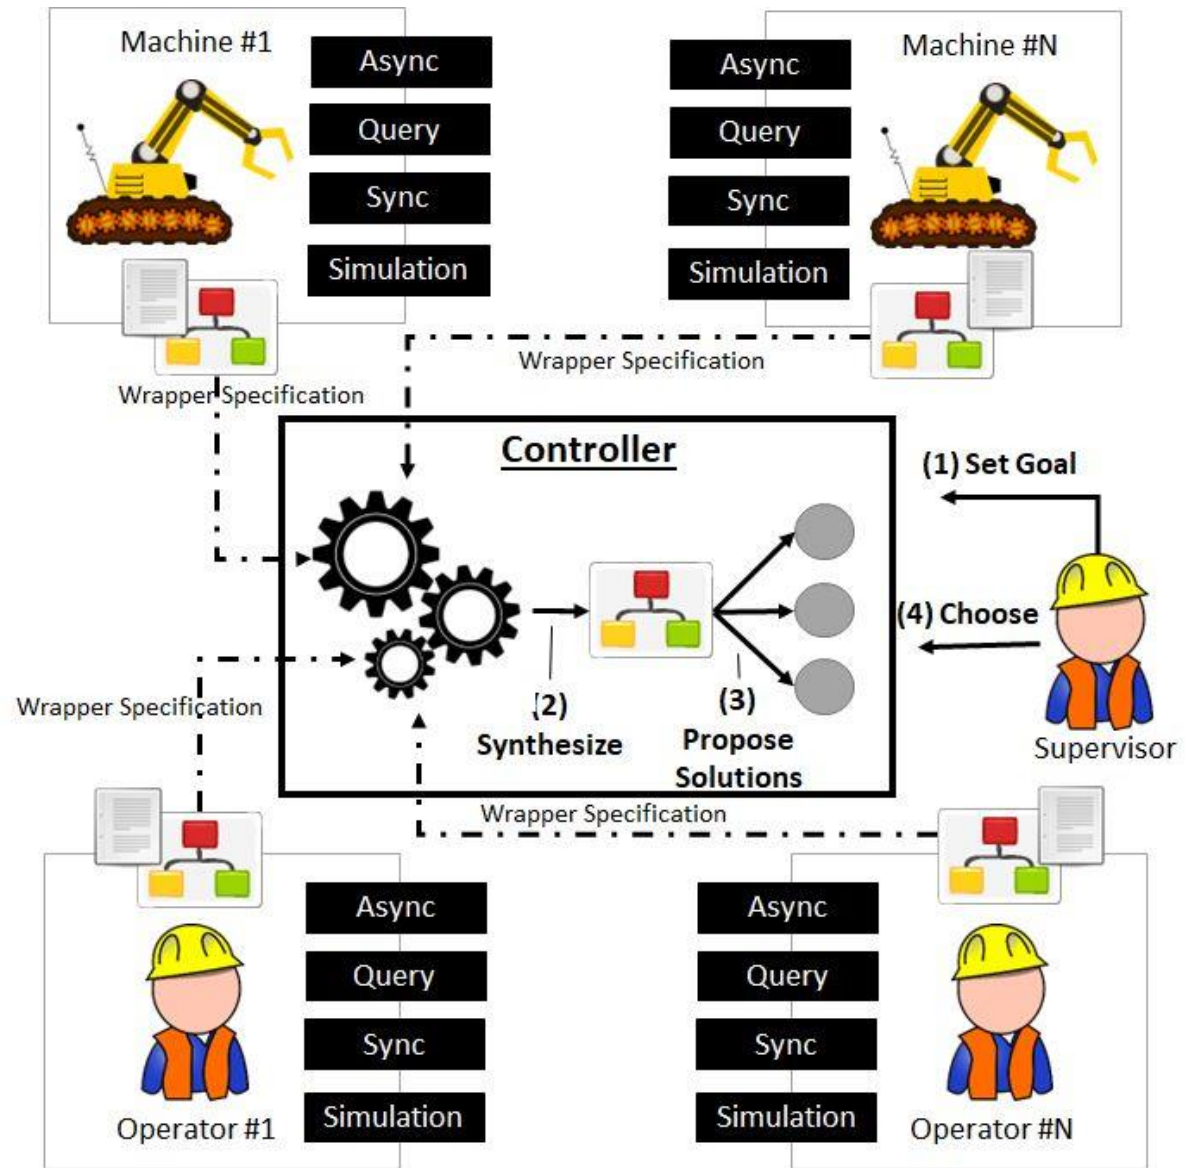 Machine #1
Async
Query
Sync
Simulation
Machine #N
Async
Query
Sync
Simulation
Wrapper Specification
Wrapper Specification
Controller
(1) Set Goal
(4) Choose
Supervisor
(2)
Synthesize
(3)
Propose
Solutions
Wrapper Specification
Wrapper Specification
Async
Query
Sync
Simulation
Operator #1
Async
Query
Sync
Simulation
Operator #N